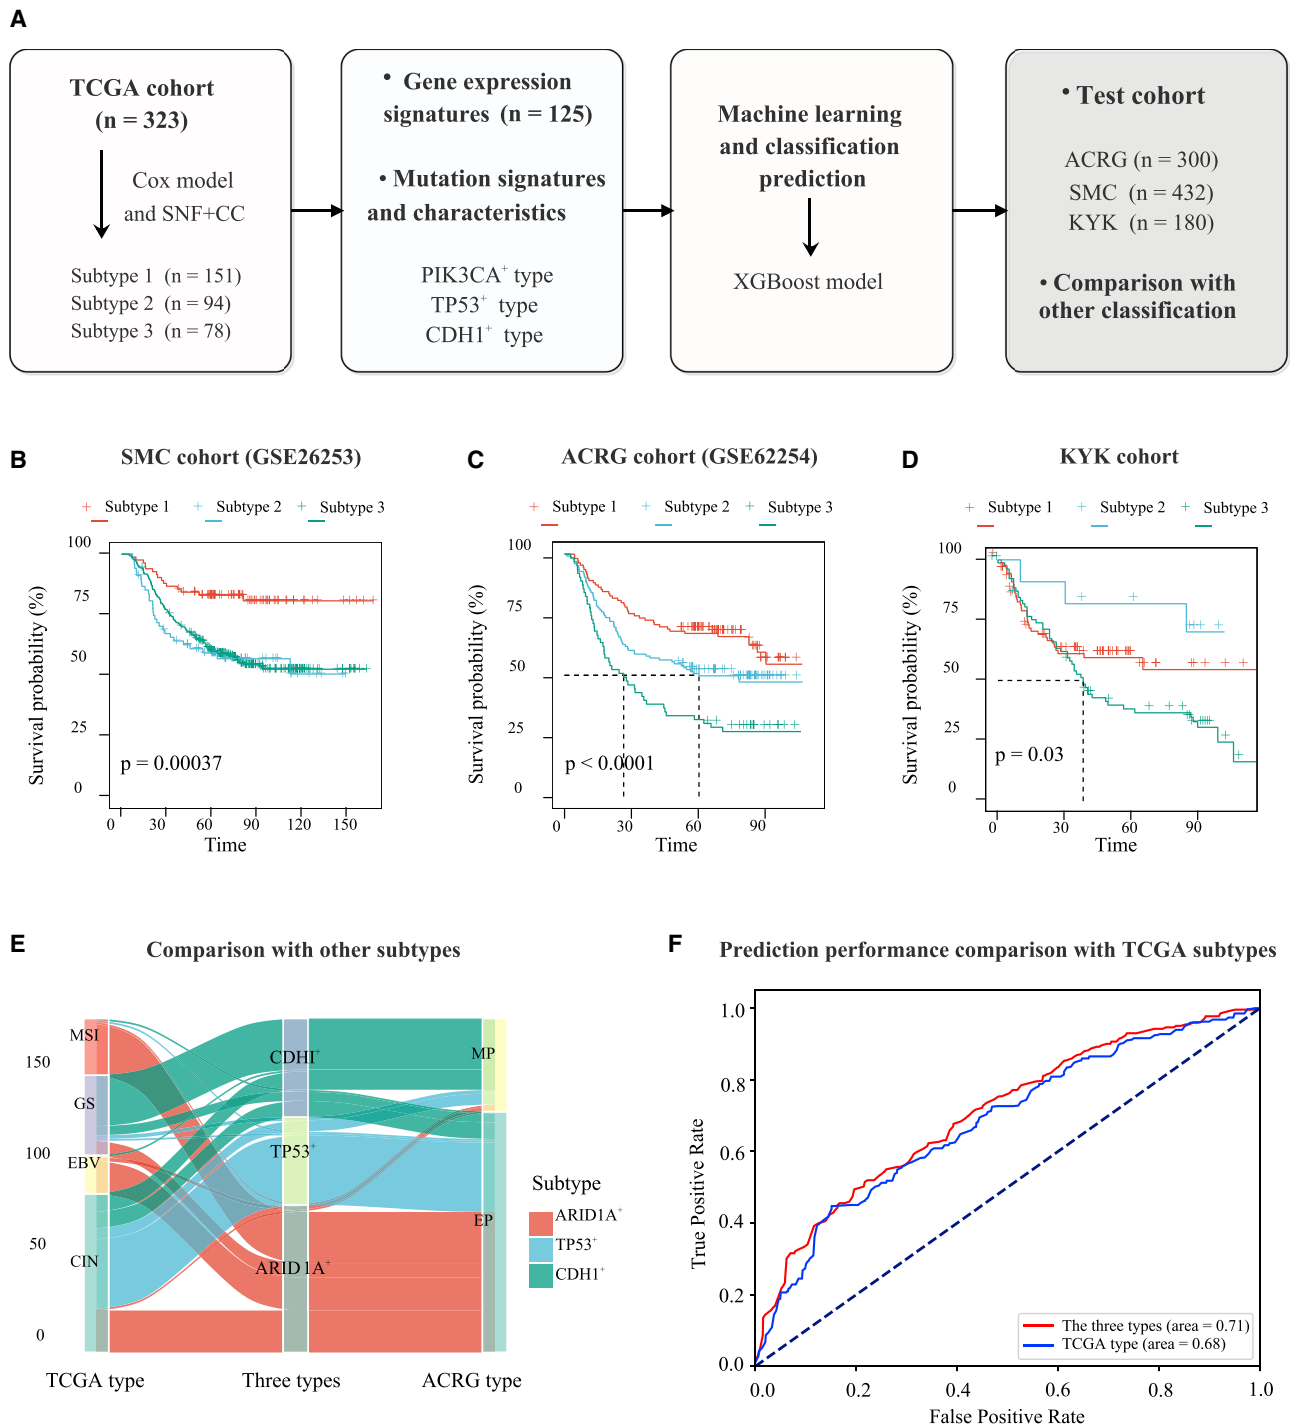 A
TCGA cohort
(n = 323)
Cox model
and SNF+CC
Subtype 1 (n = 151)
Subtype 2 (n = 94)
Subtype 3 (n = 78)
• Gene expression
signatures (n = 125)
• Mutation signatures
and characteristics
PIK3CA⁺ type
TP53⁺ type
CDH1⁺ type
Machine learning
and classification
prediction
XGBoost model
• Test cohort
ACRG (n = 300)
SMC (n = 432)
KYK (n = 180)
• Comparison with
other classification
B
SMC cohort (GSE26253)
Subtype 1 Subtype 2 Subtype 3
Survival probability (%)
100
75
50
25
0
p = 0.00037
0 30 60 90 120 150
Time
C
ACRG cohort (GSE62254)
Subtype 1 Subtype 2 Subtype 3
Survival probability (%)
100
75
50
25
0
p < 0.0001
0 30 60 90
Time
D
KYK cohort
Subtype 1 Subtype 2 Subtype 3
Survival probability (%)
100
75
50
25
0
p = 0.03
0 30 60 90
Time
E
Comparison with other subtypes
150
100
50
0
MSI
GS
EBV
CIN
CDHI⁺
TP53⁺
ARID1A⁺
MP
EP
Subtype
ARID1A⁺
TP53⁺
CDH1⁺
TCGA type Three types ACRG type
F
Prediction performance comparison with TCGA subtypes
True Positive Rate
1.0
0.8
0.6
0.4
0.2
0.0
The three types (area = 0.71)
TCGA type (area = 0.68)
0.0 0.2 0.4 0.6 0.8 1.0
False Positive Rate